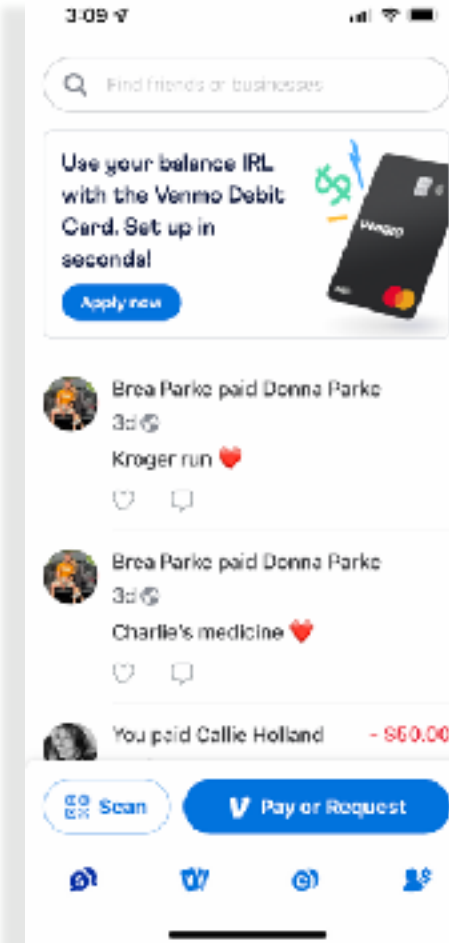 3:09
Find friends or businesses
Use your balance IRL
with the Venmo Debit
Card. Set up in
seconds!
Apply now
venmo
Brea Parke paid Donna Parke
3d
Kroger run ❤️
Brea Parke paid Donna Parke
3d
Charlie's medicine ❤️
You paid Callie Holland - $50.00
Scan
Pay or Request